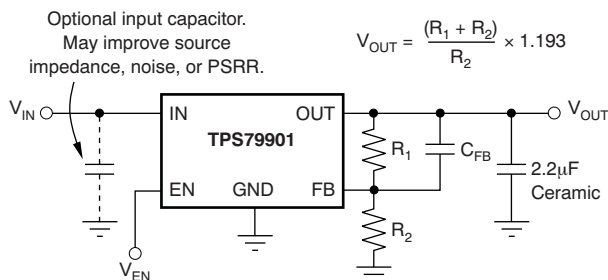 Optional input capacitor.
May improve source
impedance, noise, or PSRR.
V_OUT = (R_1 + R_2) / R_2 × 1.193
V_IN
IN
OUT
V_OUT
TPS79901
R_1
C_FB
2.2μF
Ceramic
EN
GND
FB
R_2
V_EN